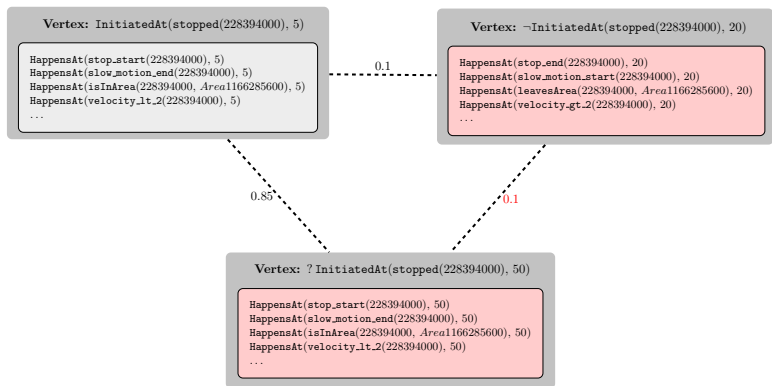 Vertex: InitiatedAt(stopped(228394000), 5)
HappensAt(stop_start(228394000), 5)
HappensAt(slow_motion_end(228394000), 5)
HappensAt(isInArea(228394000, Area1166285600), 5)
HappensAt(velocity_lt_2(228394000), 5)
...
0.1
Vertex: ¬InitiatedAt(stopped(228394000), 20)
HappensAt(stop_end(228394000), 20)
HappensAt(slow_motion_start(228394000), 20)
HappensAt(leavesArea(228394000, Area1166285600), 20)
HappensAt(velocity_gt_2(228394000), 20)
...
0.85
0.1
Vertex: ? InitiatedAt(stopped(228394000), 50)
HappensAt(stop_start(228394000), 50)
HappensAt(slow_motion_end(228394000), 50)
HappensAt(isInArea(228394000, Area1166285600), 50)
HappensAt(velocity_lt_2(228394000), 50)
...